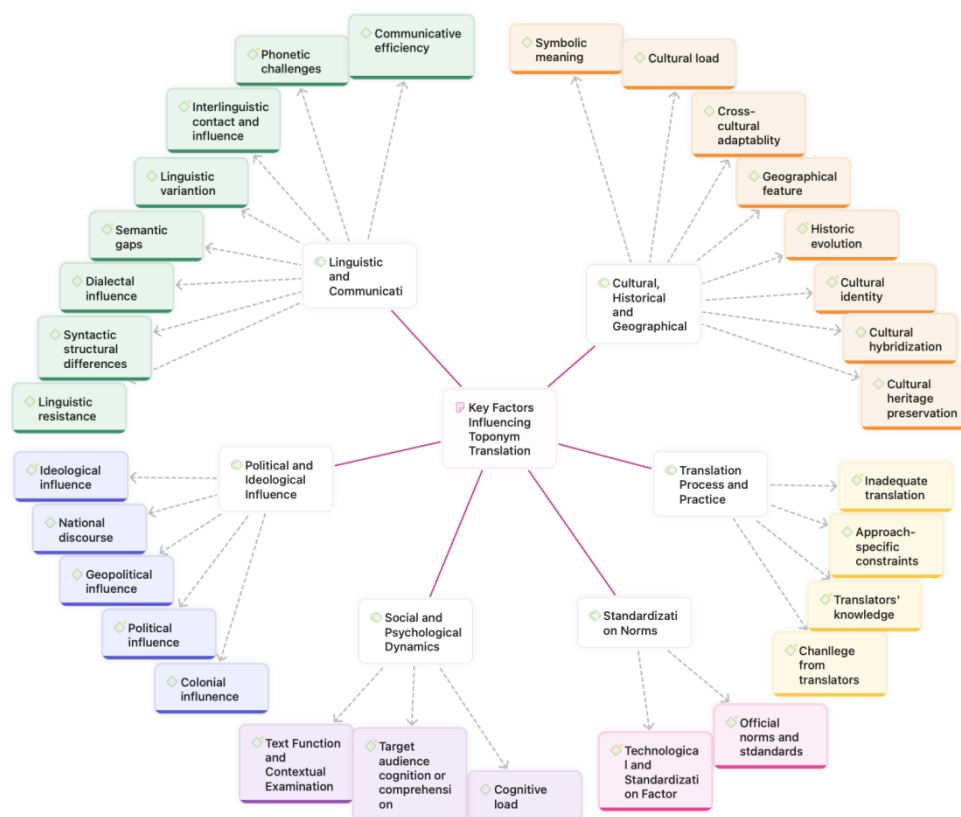 Communicative
efficiency
Phonetic
challenges
Interlinguistic
contact and
influence
Linguistic
variantion
Semantic
gaps
Dialectal
influence
Syntactic
structural
differences
Linguistic
resistance
Linguistic
and
Communicati
Symbolic
meaning
Cultural load
Cross-
cultural
adaptablity
Geographical
feature
Historic
evolution
Cultural
identity
Cultural
hybridization
Cultural
heritage
preservation
Cultural,
Historical
and
Geographical
Key Factors
Influencing
Toponym
Translation
Political and
Ideological
Influence
Ideological
influence
National
discourse
Geopolitical
influence
Political
influence
Colonial
influnence
Translation
Process and
Practice
Inadequate
translation
Approach-
specific
constraints
Translators'
knowledge
Chanllege
from
translators
Social and
Psychological
Dynamics
Text Function
and
Contextual
Examination
Target
audience
cognition or
comprehensi
on
Cognitive
load
Standardizati
on Norms
Technologica
l and
Standardizati
on Factor
Official
norms and
stdandards